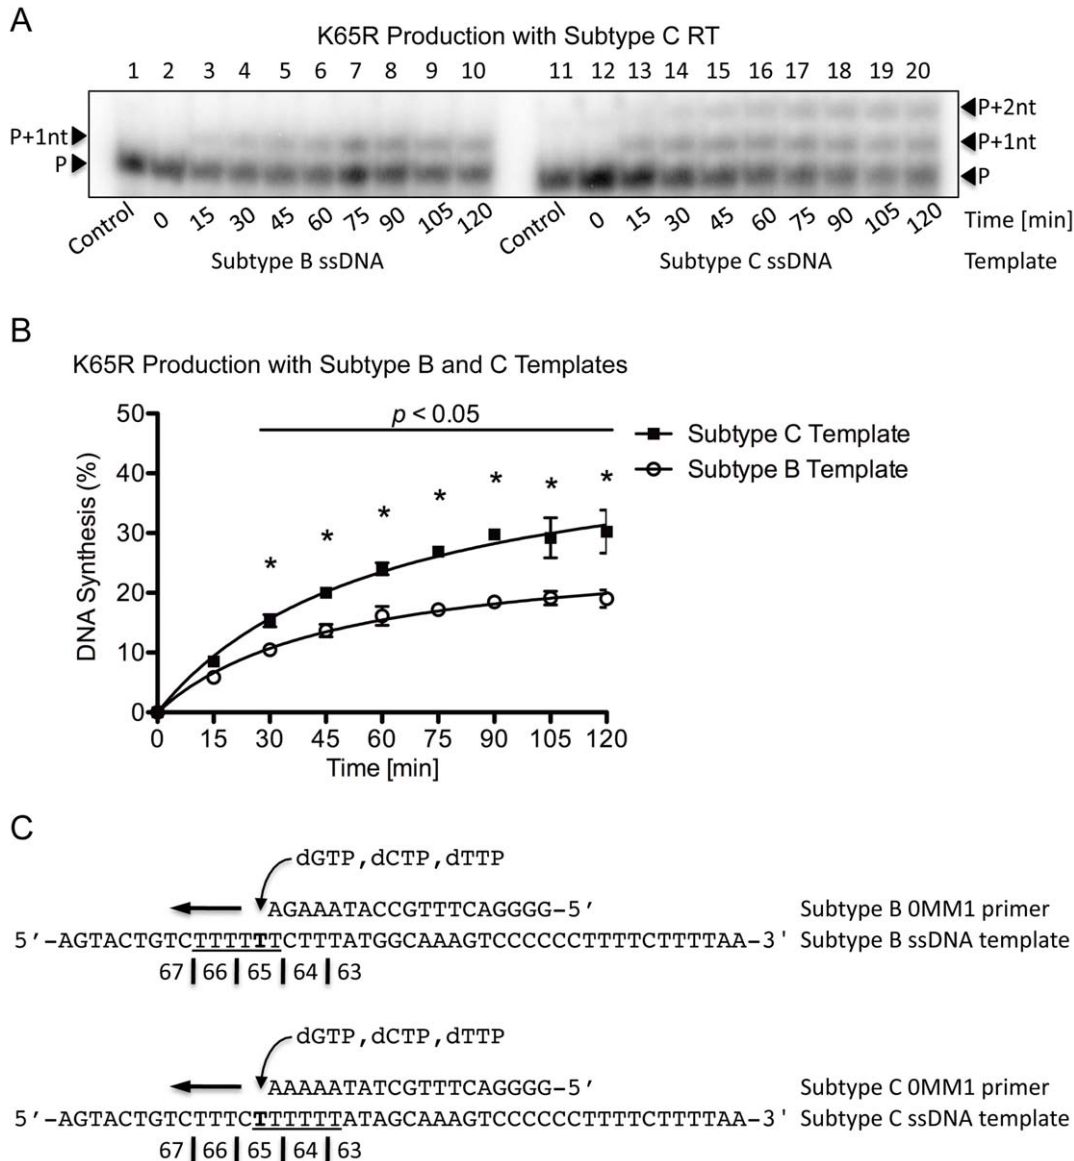 A
K65R Production with Subtype C RT
1 2 3 4 5 6 7 8 9 10 11 12 13 14 15 16 17 18 19 20
P+2nt
P+1nt P+1nt
P P
Control 0 15 30 45 60 75 90 105 120 Control 0 15 30 45 60 75 90 105 120 Time [min]
Subtype B ssDNA Subtype C ssDNA Template
B
K65R Production with Subtype B and C Templates
p < 0.05
Subtype C Template
Subtype B Template
* * * * * * *
DNA Synthesis (%)
50
40
30
20
10
0
0 15 30 45 60 75 90 105 120
Time [min]
C
dGTP,dCTP,dTTP
AGAAATACCGTTTCAGGGG-5′ Subtype B 0MM1 primer
5′-AGTACTGTCTTTTTTCTTTATGGCAAAGTCCCCCCTTTTCTTTTAA-3' Subtype B ssDNA template
67 | 66 | 65 | 64 | 63
dGTP,dCTP,dTTP
AAAAATATCGTTTCAGGGG-5′ Subtype C 0MM1 primer
5′-AGTACTGTCTTTCTTTTTTATAGCAAAGTCCCCCCTTTTCTTTTAA-3' Subtype C ssDNA template
67 | 66 | 65 | 64 | 63